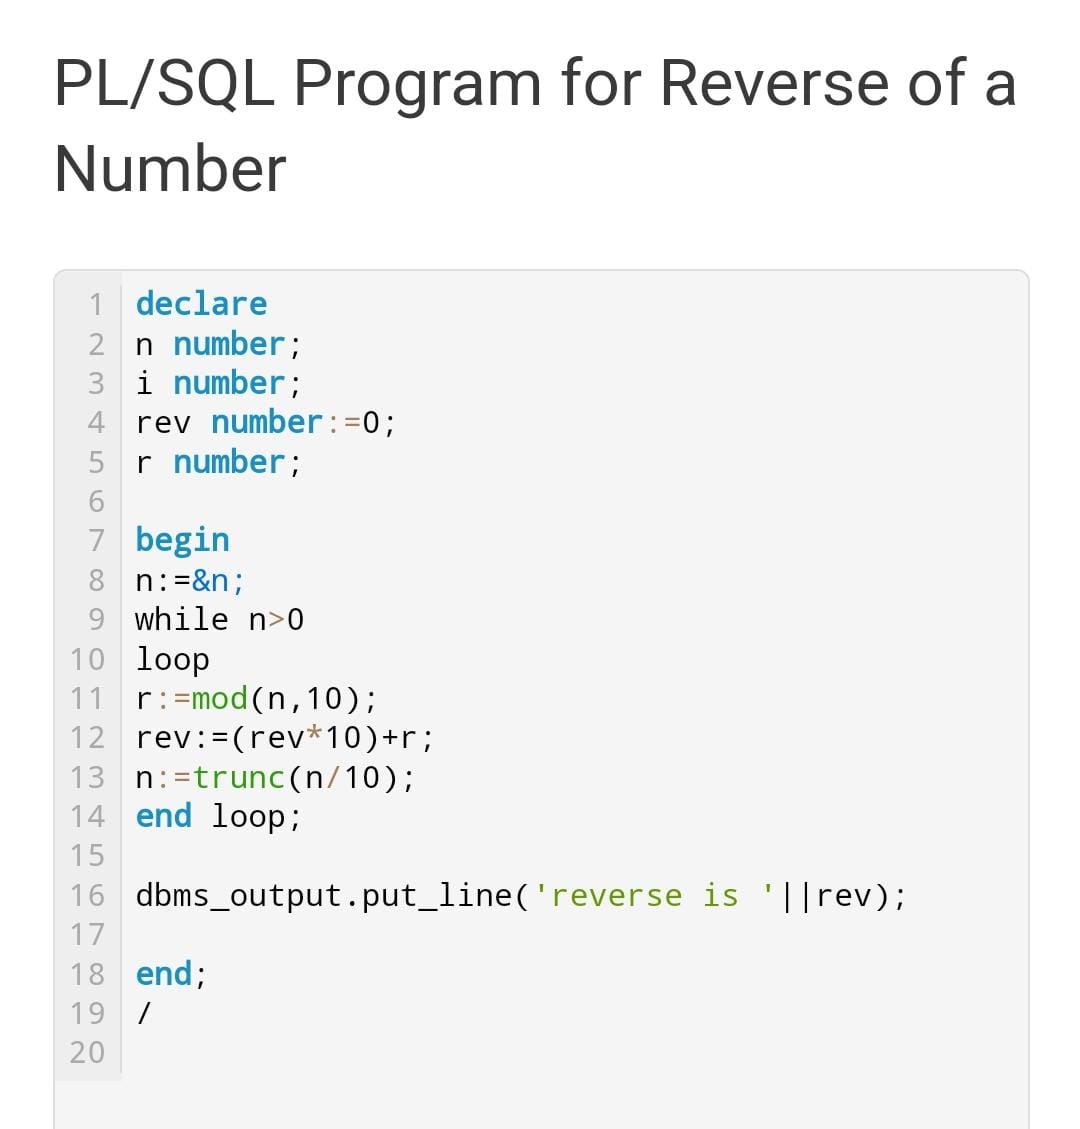 PL/SQL Program for Reverse of a
Number
1 declare
2 n number;
3 i number;
4 rev number:=0;
5 r number;
6
7 begin
8 n:=&n;
9 while n>0
10 loop
11 r:=mod(n,10);
12 rev:=(rev*10)+r;
13 n:=trunc(n/10);
14 end loop;
15
16 dbms_output.put_line('reverse is '||rev);
17
18 end;
19 /
20